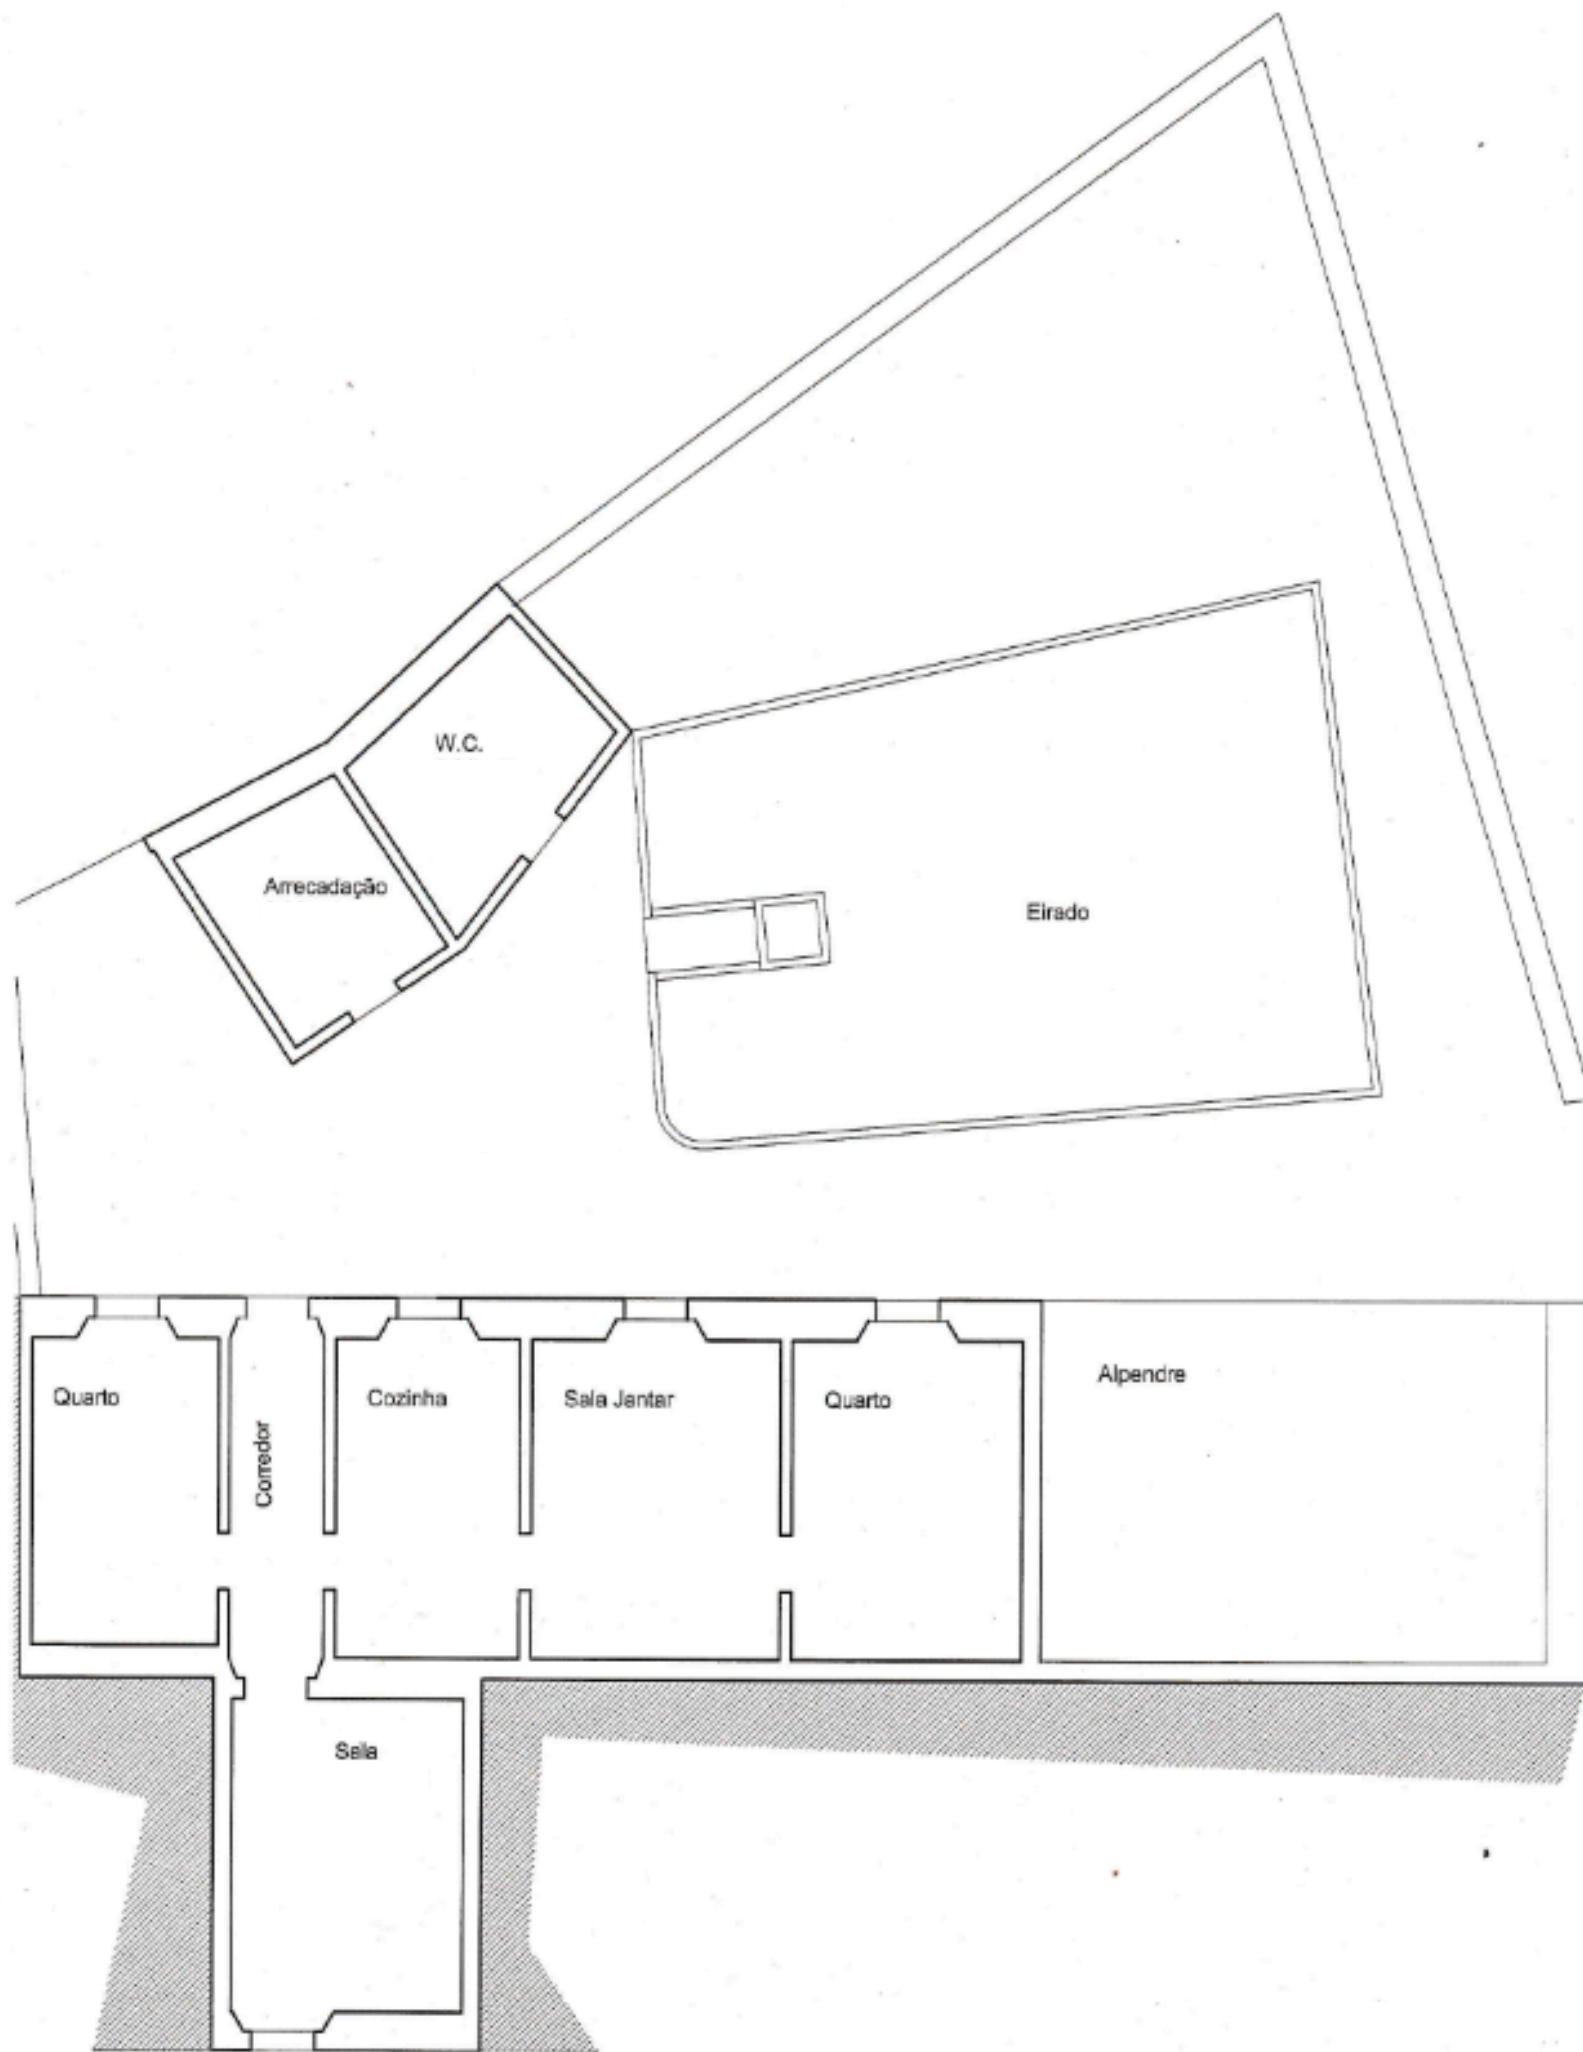 W.C.
Arrecadação
Eirado
Alpendre
Quarto
Corredor
Cozinha
Sala Jantar
Quarto
Sala